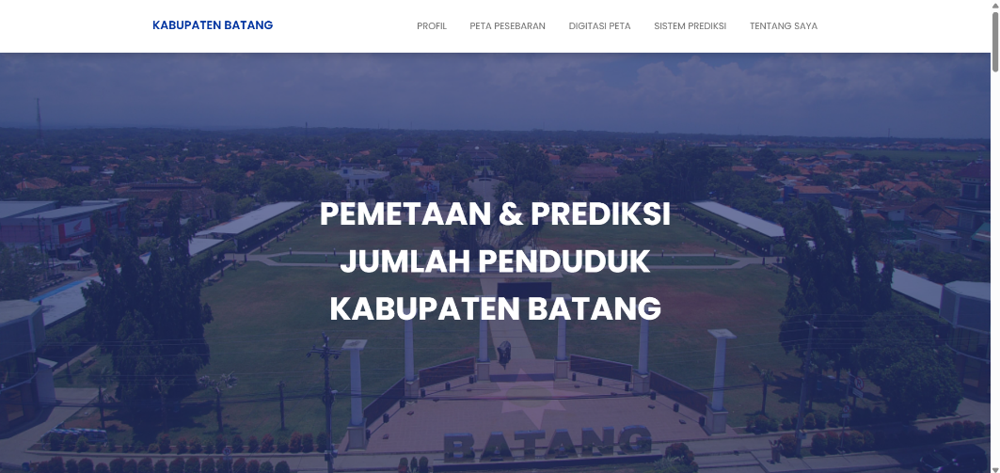 KABUPATEN BATANG
PROFIL PETA PESEBARAN DIGITASI PETA SISTEM PREDIKSI TENTANG SAYA
PEMETAAN & PREDIKSI
JUMLAH PENDUDUK
KABUPATEN BATANG
BATANG